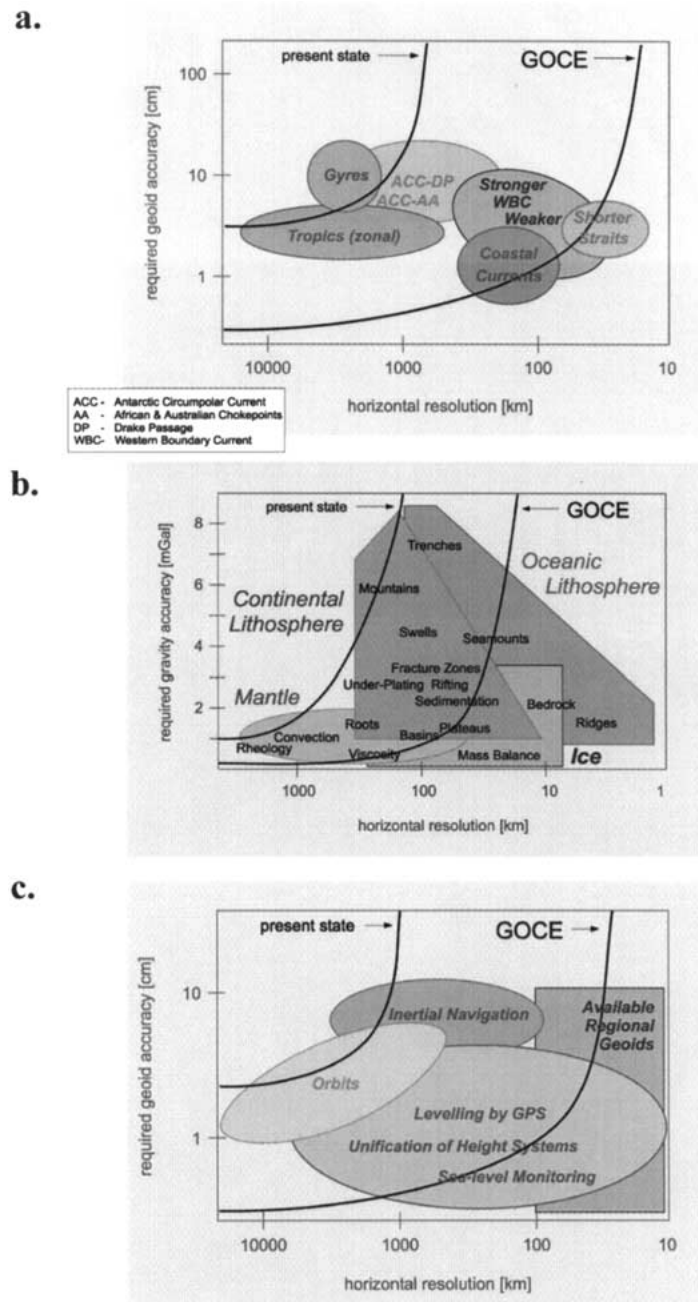 a.
present state
GOCE
required geoid accuracy [cm]
100
10
1
Gyres
ACC-DP
ACC-AA
Stronger
WBC
Weaker
Shorter
Straits
Tropics (zonal)
Coastal
Currents
10000
1000
100
10
horizontal resolution [km]
ACC - Antarctic Circumpolar Current
AA - African & Australian Chokepoints
DP - Drake Passage
WBC- Western Boundary Current
b.
present state
GOCE
required gravity accuracy [mGal]
8
6
4
2
Trenches
Oceanic
Lithosphere
Mountains
Continental
Lithosphere
Swells
Seamounts
Fracture Zones
Under-Plating Rifting
Mantle
Sedimentation
Bedrock
Roots
Plateaus
Ridges
Convection
Basins
Rheology
Viscosity
Mass Balance
Ice
1000
100
10
1
horizontal resolution [km]
c.
present state
GOCE
required geoid accuracy [cm]
10
1
Inertial Navigation
Available
Regional
Geoids
Orbits
Levelling by GPS
Unification of Height Systems
Sea-level Monitoring
10000
1000
100
10
horizontal resolution [km]